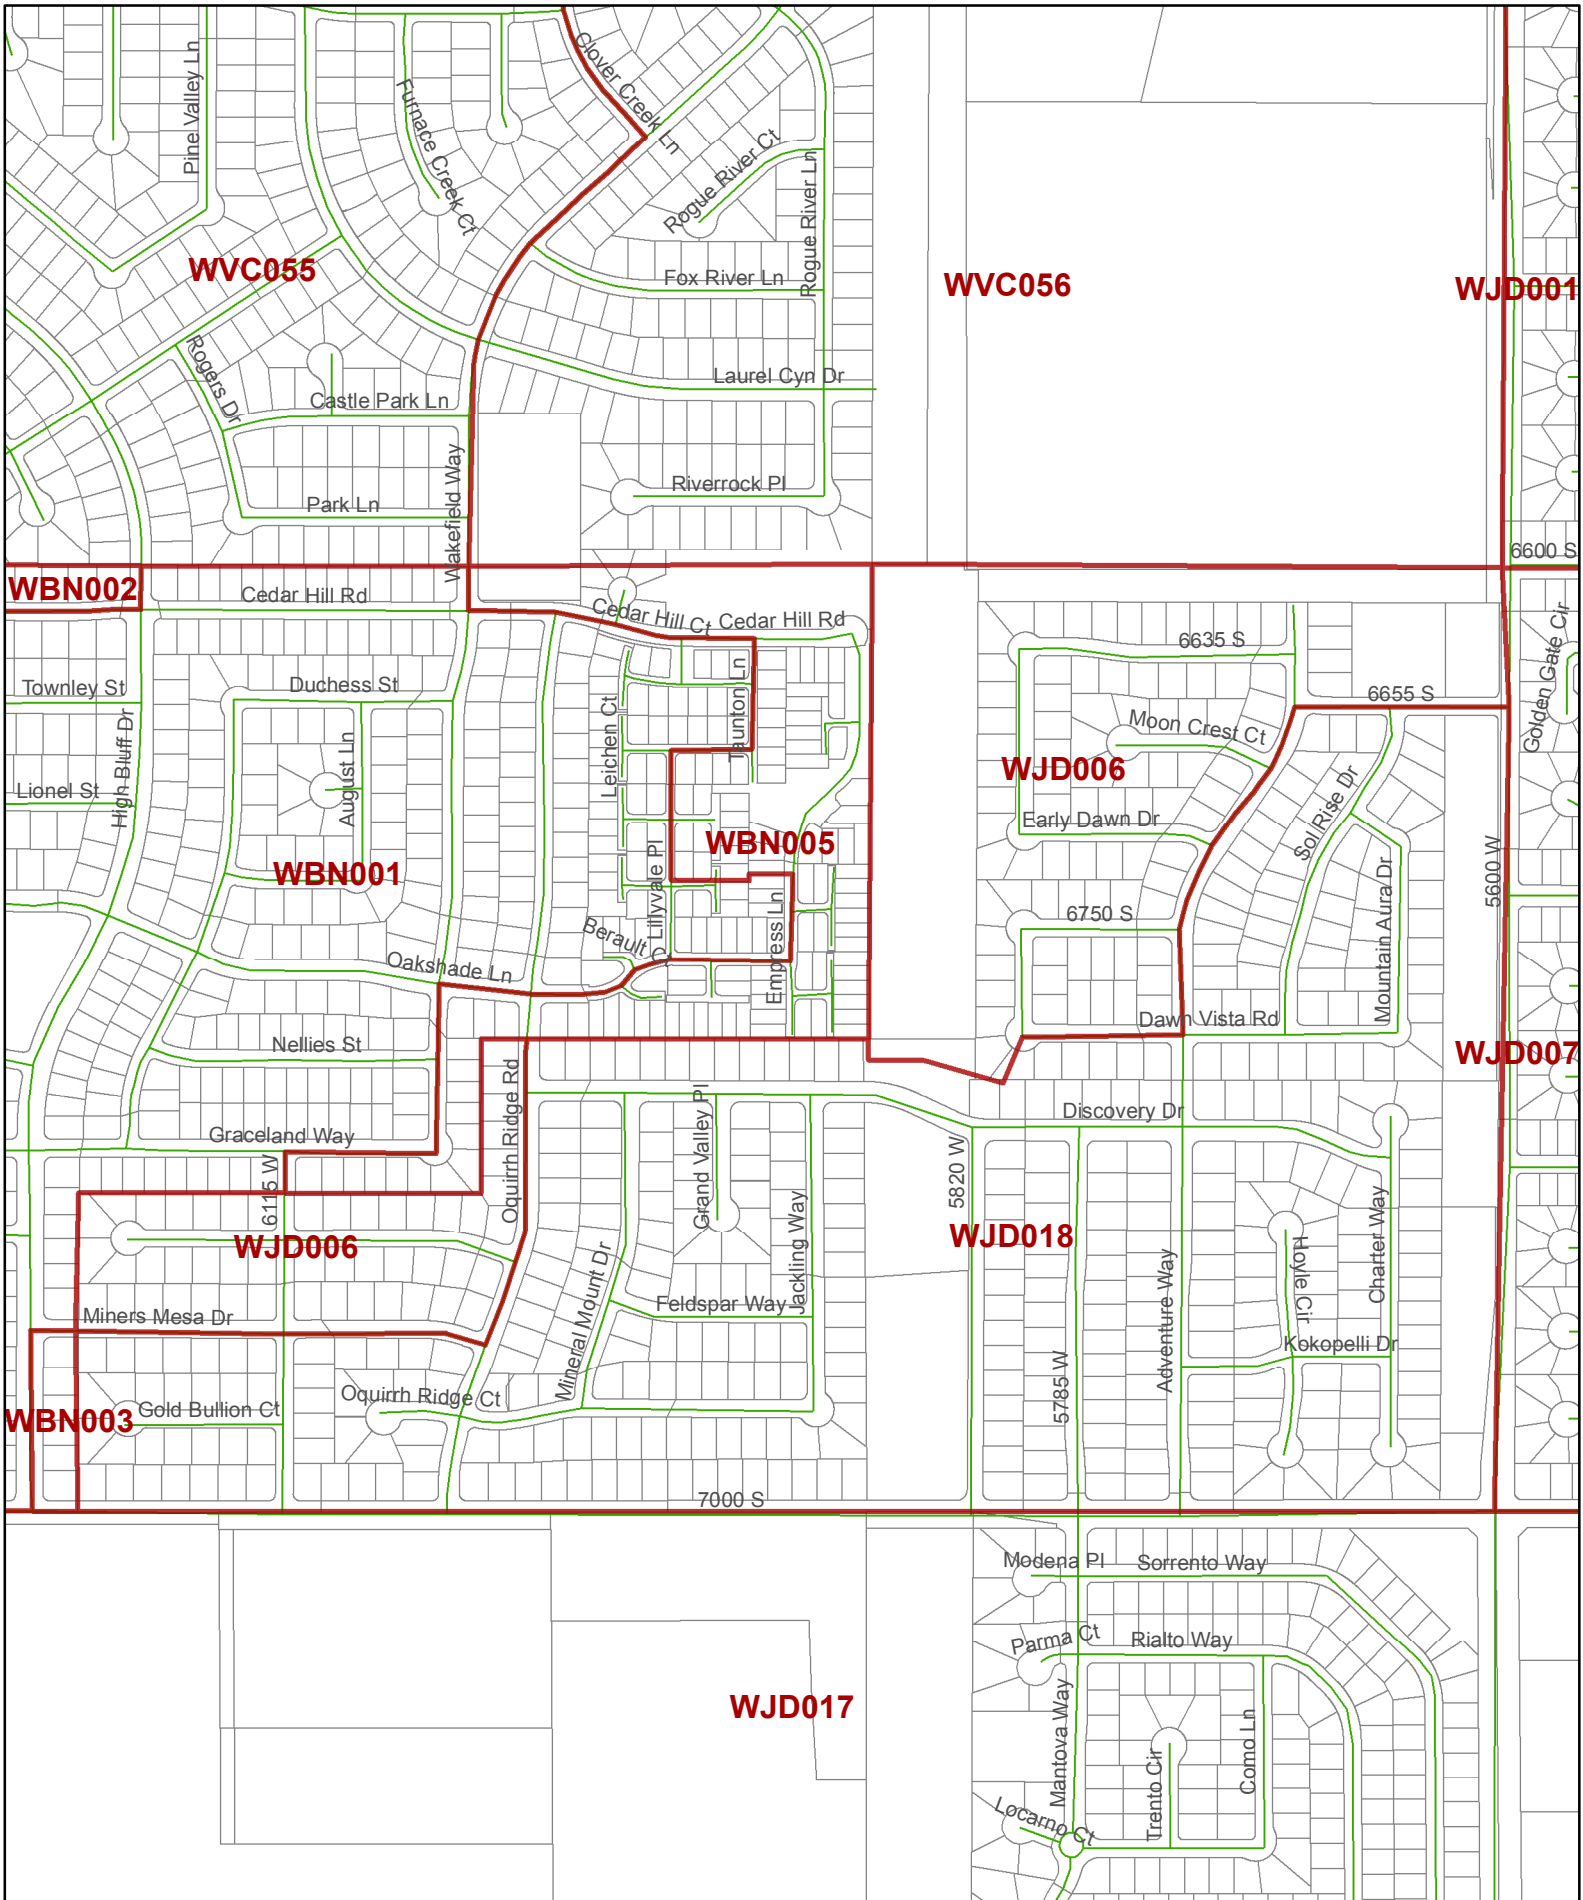 Pine Valley Ln
Furnace Creek Ct
Clover Creek Ln
Rogue River Ct
Rogue River Ln
WVC055
Fox River Ln
WVC056
WJD001
Rogers Dr
Castle Park Ln
Laurel Cyn Dr
Wakefield Way
Riverrock Pl
Park Ln
6600 S
WBN002
Cedar Hill Rd
Cedar Hill Ct
Cedar Hill Rd
6635 S
Golden Gate Cir
Townley St
Duchess St
6655 S
High Bluff Dr
August Ln
Leichen Ct
Taunton Ln
Moon Crest Ct
WJD006
Lionel St
Early Dawn Dr
Sol Rise Dr
WBN005
5600 W
WBN001
Lillyvale Pl
Mountain Aura Dr
6750 S
Berault Ct
Empress Ln
Oakshade Ln
Dawn Vista Rd
Nellies St
WJD007
Oquirrh Ridge Rd
Grand Valley Pl
Discovery Dr
Graceland Way
6115 W
5820 W
WJD006
WJD018
Jackling Way
Adventure Way
Hoyle Cir
Charter Way
Miners Mesa Dr
Mineral Mount Dr
Feldspar Way
Kokopelli Dr
5785 W
Oquirrh Ridge Ct
Gold Bullion Ct
WBN003
7000 S
Modena Pl
Sorrento Way
Parma Ct
Rialto Way
WJD017
Mantova Way
Trento Cir
Como Ln
Locarno Ct